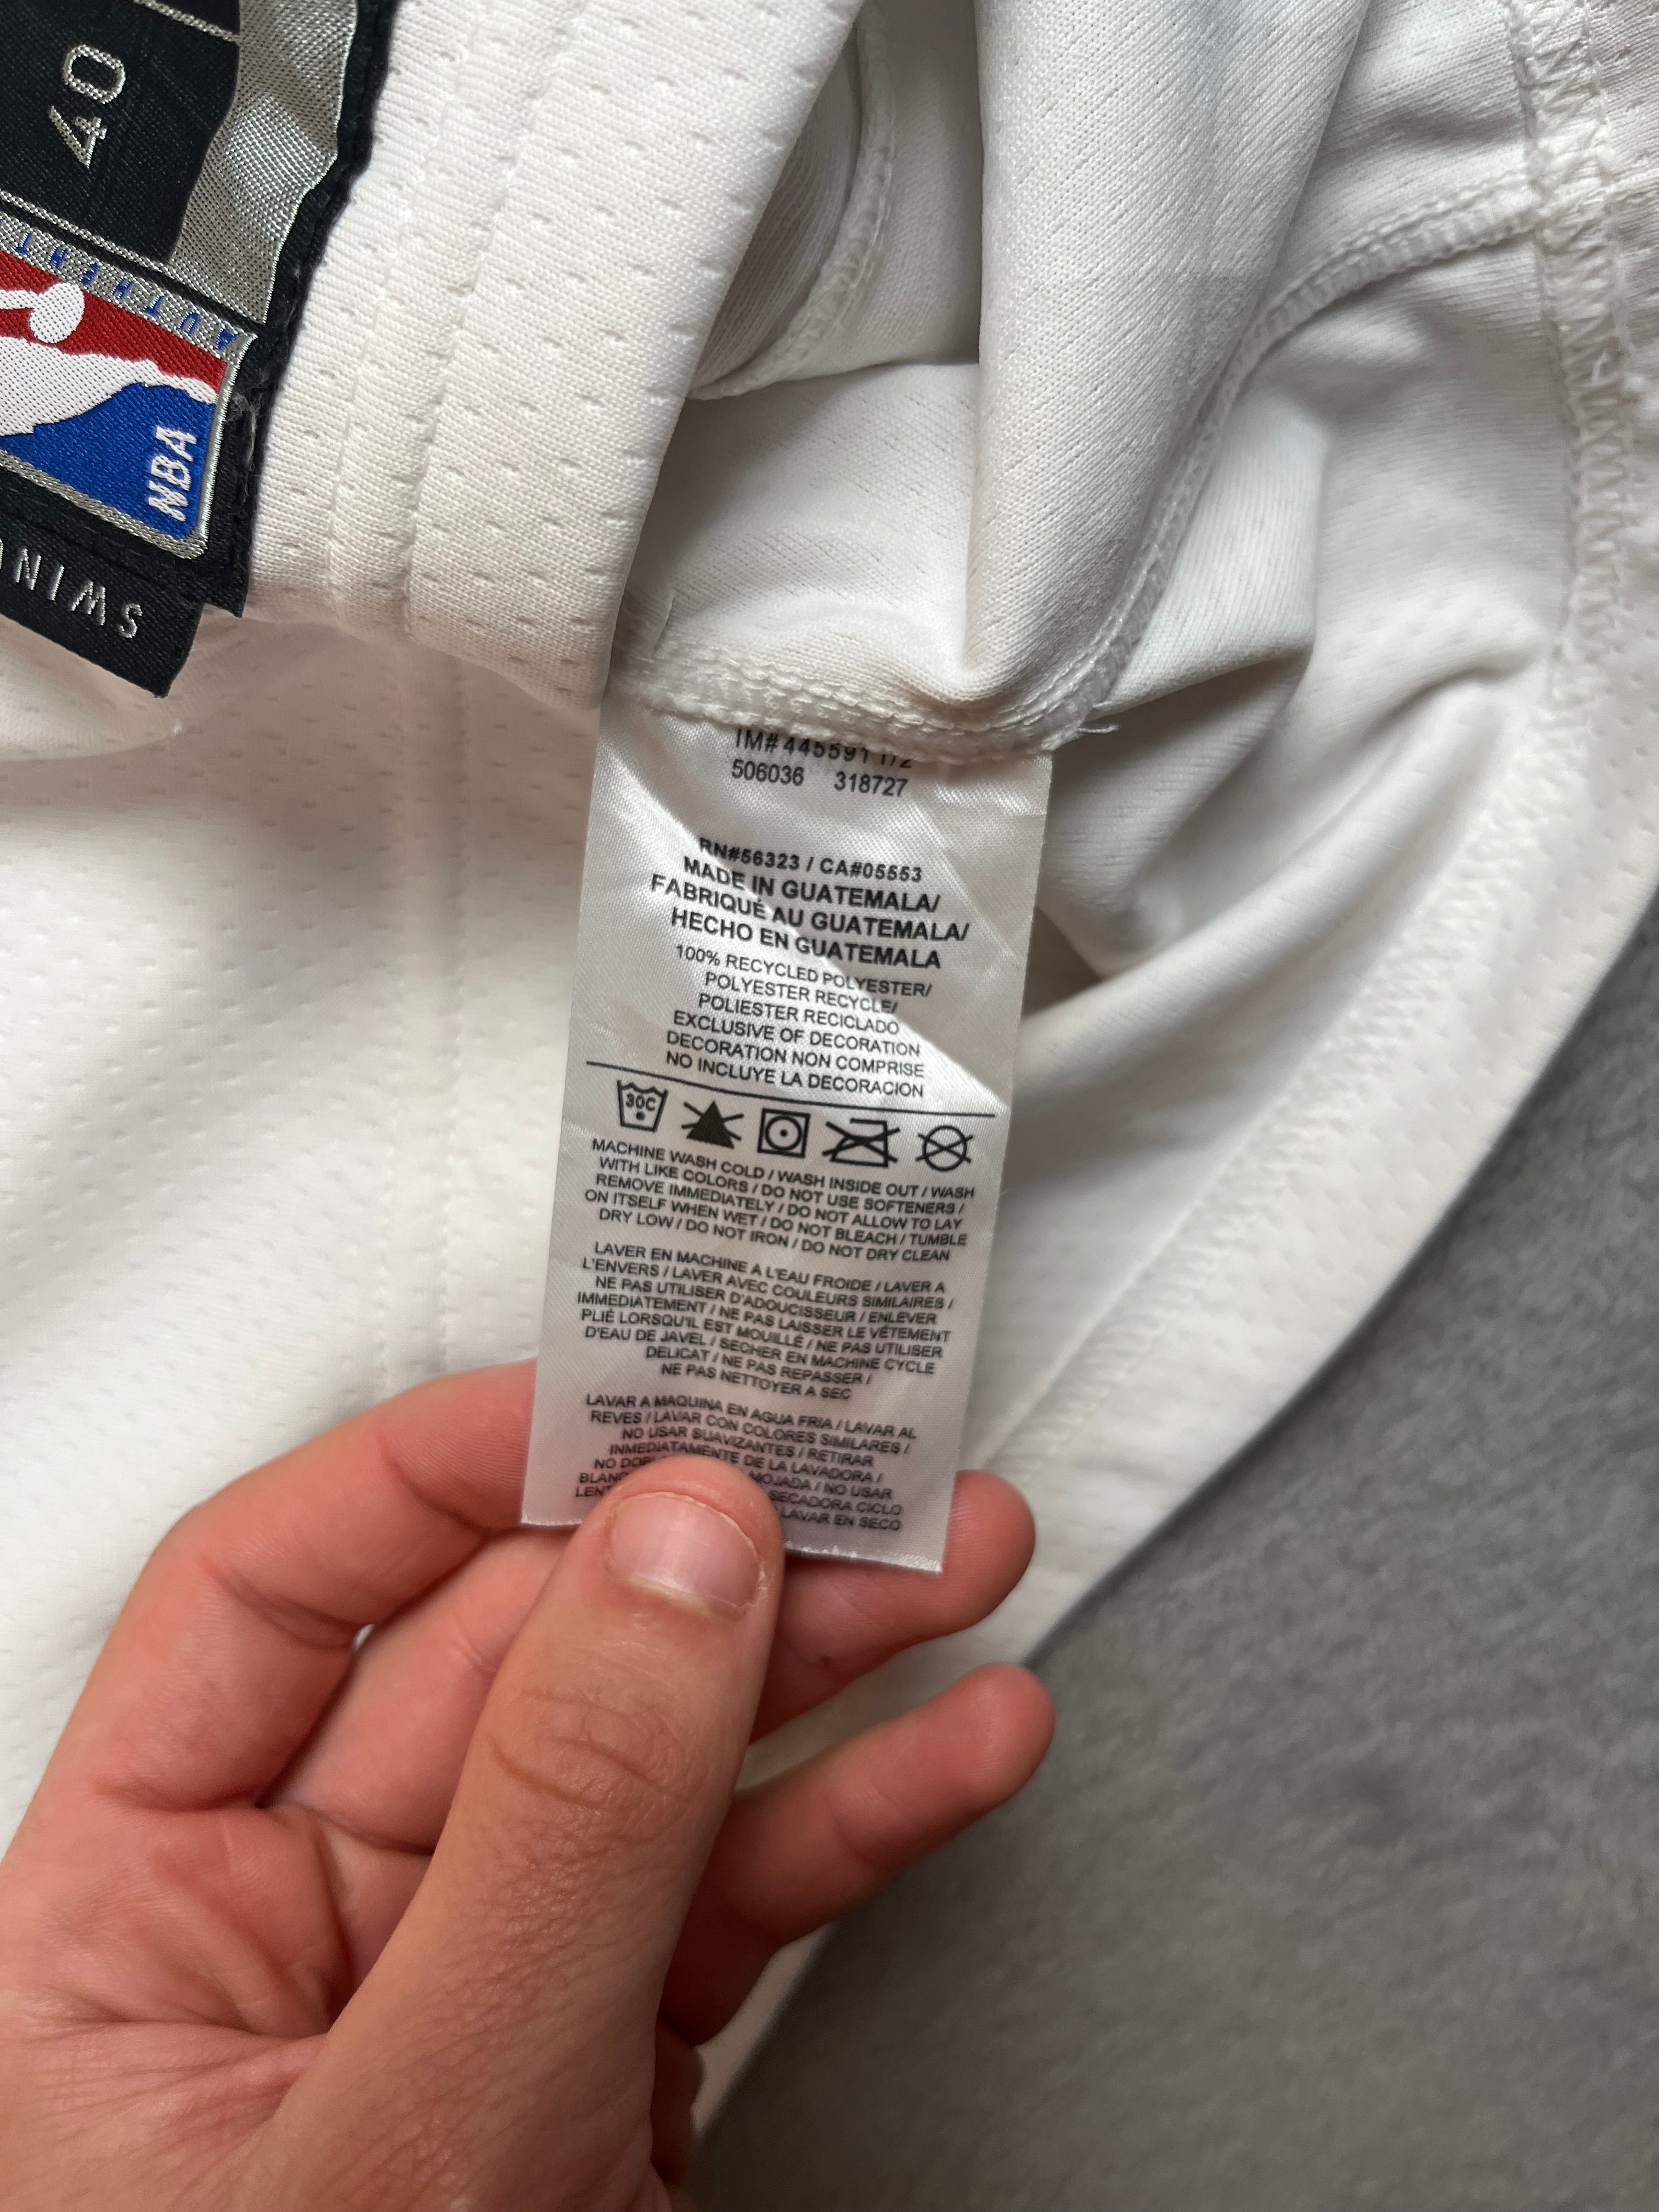 40
AUTHENT
NBA
SWIN
IM# 445591 1/2
506036 318727
RN#56323 / CA#05553
MADE IN GUATEMALA/
FABRIQUÉ AU GUATEMALA/
HECHO EN GUATEMALA
100% RECYCLED POLYESTER/
POLYESTER RECYCLE/
POLIESTER RECICLADO
EXCLUSIVE OF DECORATION
DECORATION NON COMPRISE
NO INCLUYE LA DECORACION
30C
MACHINE WASH COLD / WASH INSIDE OUT / WASH
WITH LIKE COLORS / DO NOT USE SOFTENERS /
REMOVE IMMEDIATELY / DO NOT ALLOW TO LAY
ON ITSELF WHEN WET / DO NOT BLEACH / TUMBLE
DRY LOW / DO NOT IRON / DO NOT DRY CLEAN
LAVER EN MACHINE A L'EAU FROIDE / LAVER A
L'ENVERS / LAVER AVEC COULEURS SIMILAIRES /
NE PAS UTILISER D'ADOUCISSEUR / ENLEVER
IMMEDIATEMENT / NE PAS LAISSER LE VÊTEMENT
PLIÉ LORSQU'IL EST MOUILLÉ / NE PAS UTILISER
D'EAU DE JAVEL / SECHER EN MACHINE CYCLE
DELICAT / NE PAS REPASSER /
NE PAS NETTOYER A SEC
LAVAR A MAQUINA EN AGUA FRIA / LAVAR AL
REVES / LAVAR CON COLORES SIMILARES /
NO USAR SUAVIZANTES / RETIRAR
INMEDIATAMENTE DE LA LAVADORA /
NO MOJADA / NO USAR
SECADORA CICLO
LAVAR EN SECO